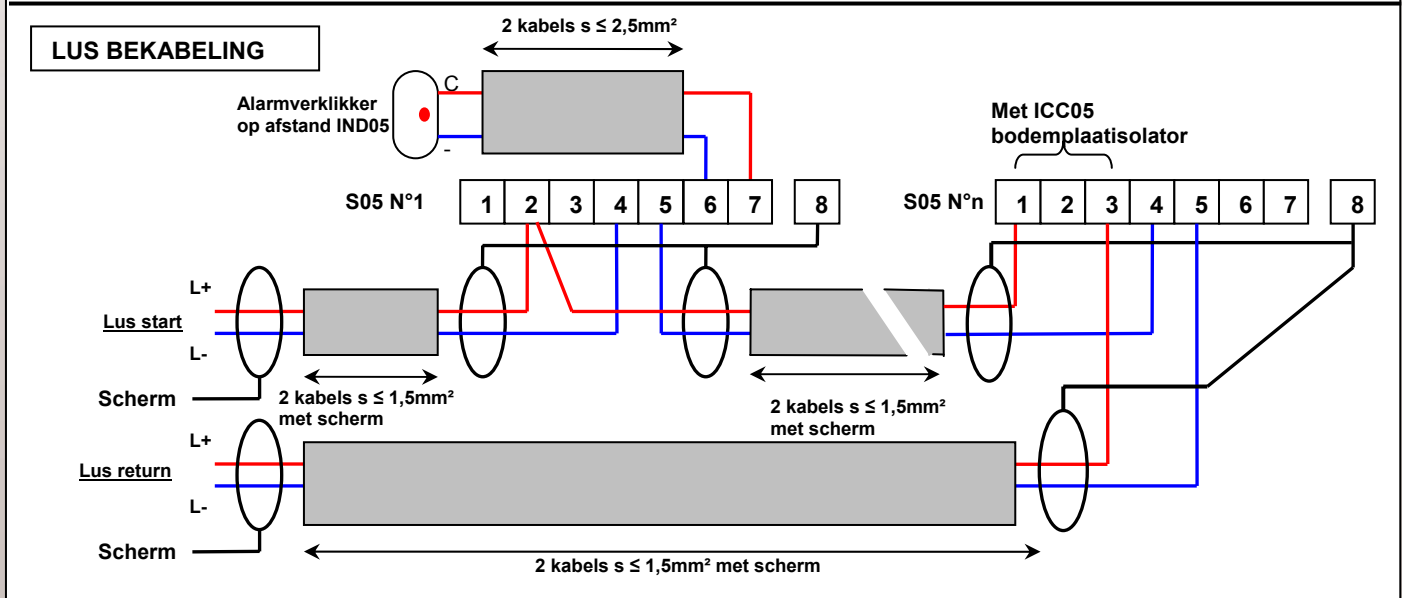 LUS BEKABELING
2 kabels s ≤ 2,5mm²
Alarmverklikker
op afstand IND05
C
-
Met ICC05
bodemplaatisolator
S05 N°1 1 2 3 4 5 6 7 8
S05 N°n 1 2 3 4 5 6 7 8
L+
Lus start
L-
Scherm
2 kabels s ≤ 1,5mm²
met scherm
2 kabels s ≤ 1,5mm²
met scherm
L+
Lus return
L-
Scherm
2 kabels s ≤ 1,5mm² met scherm